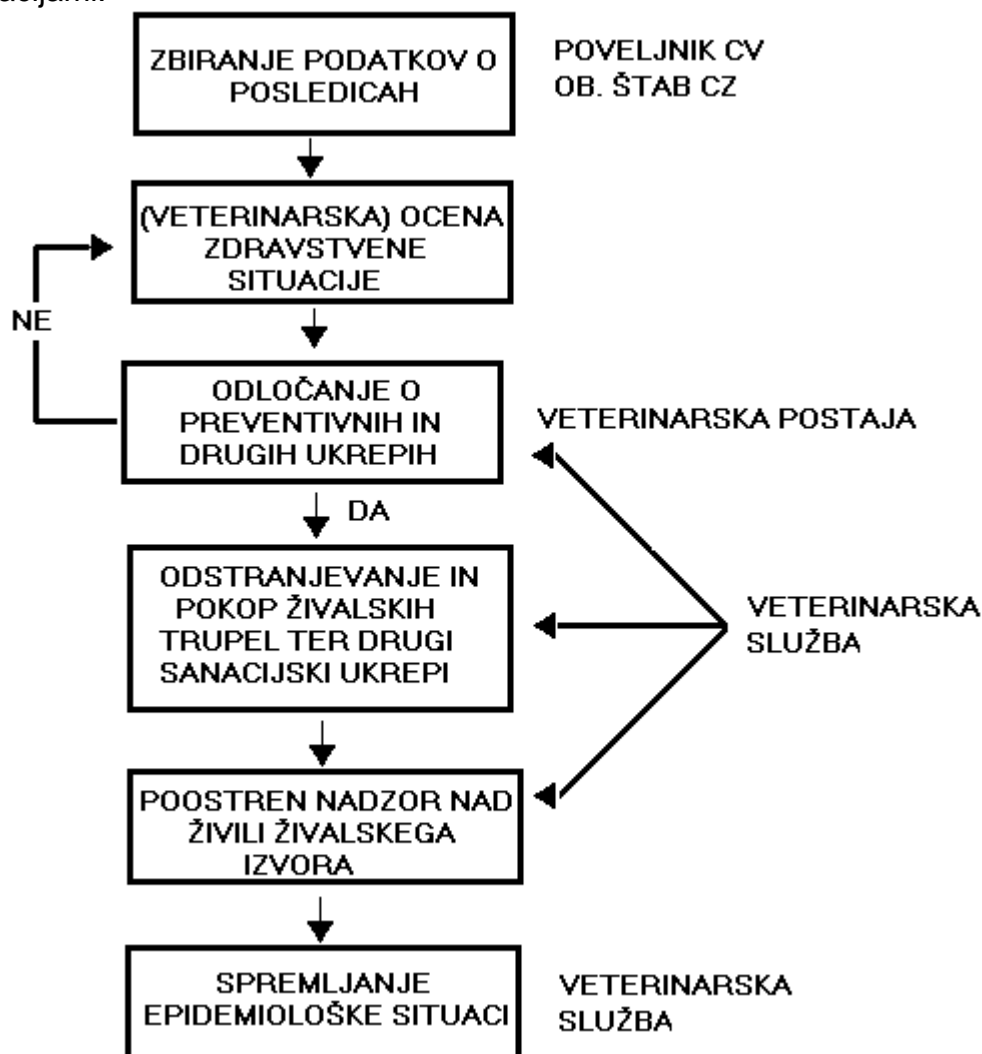 ZBIRANJE PODATKOV O
POSLEDICAH
POVELJNIK CV
OB. ŠTAB CZ
(VETERINARSKA) OCENA
ZDRAVSTVENE
SITUACIJE
NE
ODLOČANJE O
PREVENTIVNIH IN
DRUGIH UKREPIH
VETERINARSKA POSTAJA
DA
ODSTRANJEVANJE IN
POKOP ŽIVALSKIH
TRUPEL TER DRUGI
SANACIJSKI UKREPI
VETERINARSKA
SLUŽBA
POOSTREN NADZOR NAD
ŽIVILI ŽIVALSKEGA
IZVORA
SPREMLJANJE
EPIDEMIOLOŠKE SITUACI
VETERINARSKA
SLUŽBA